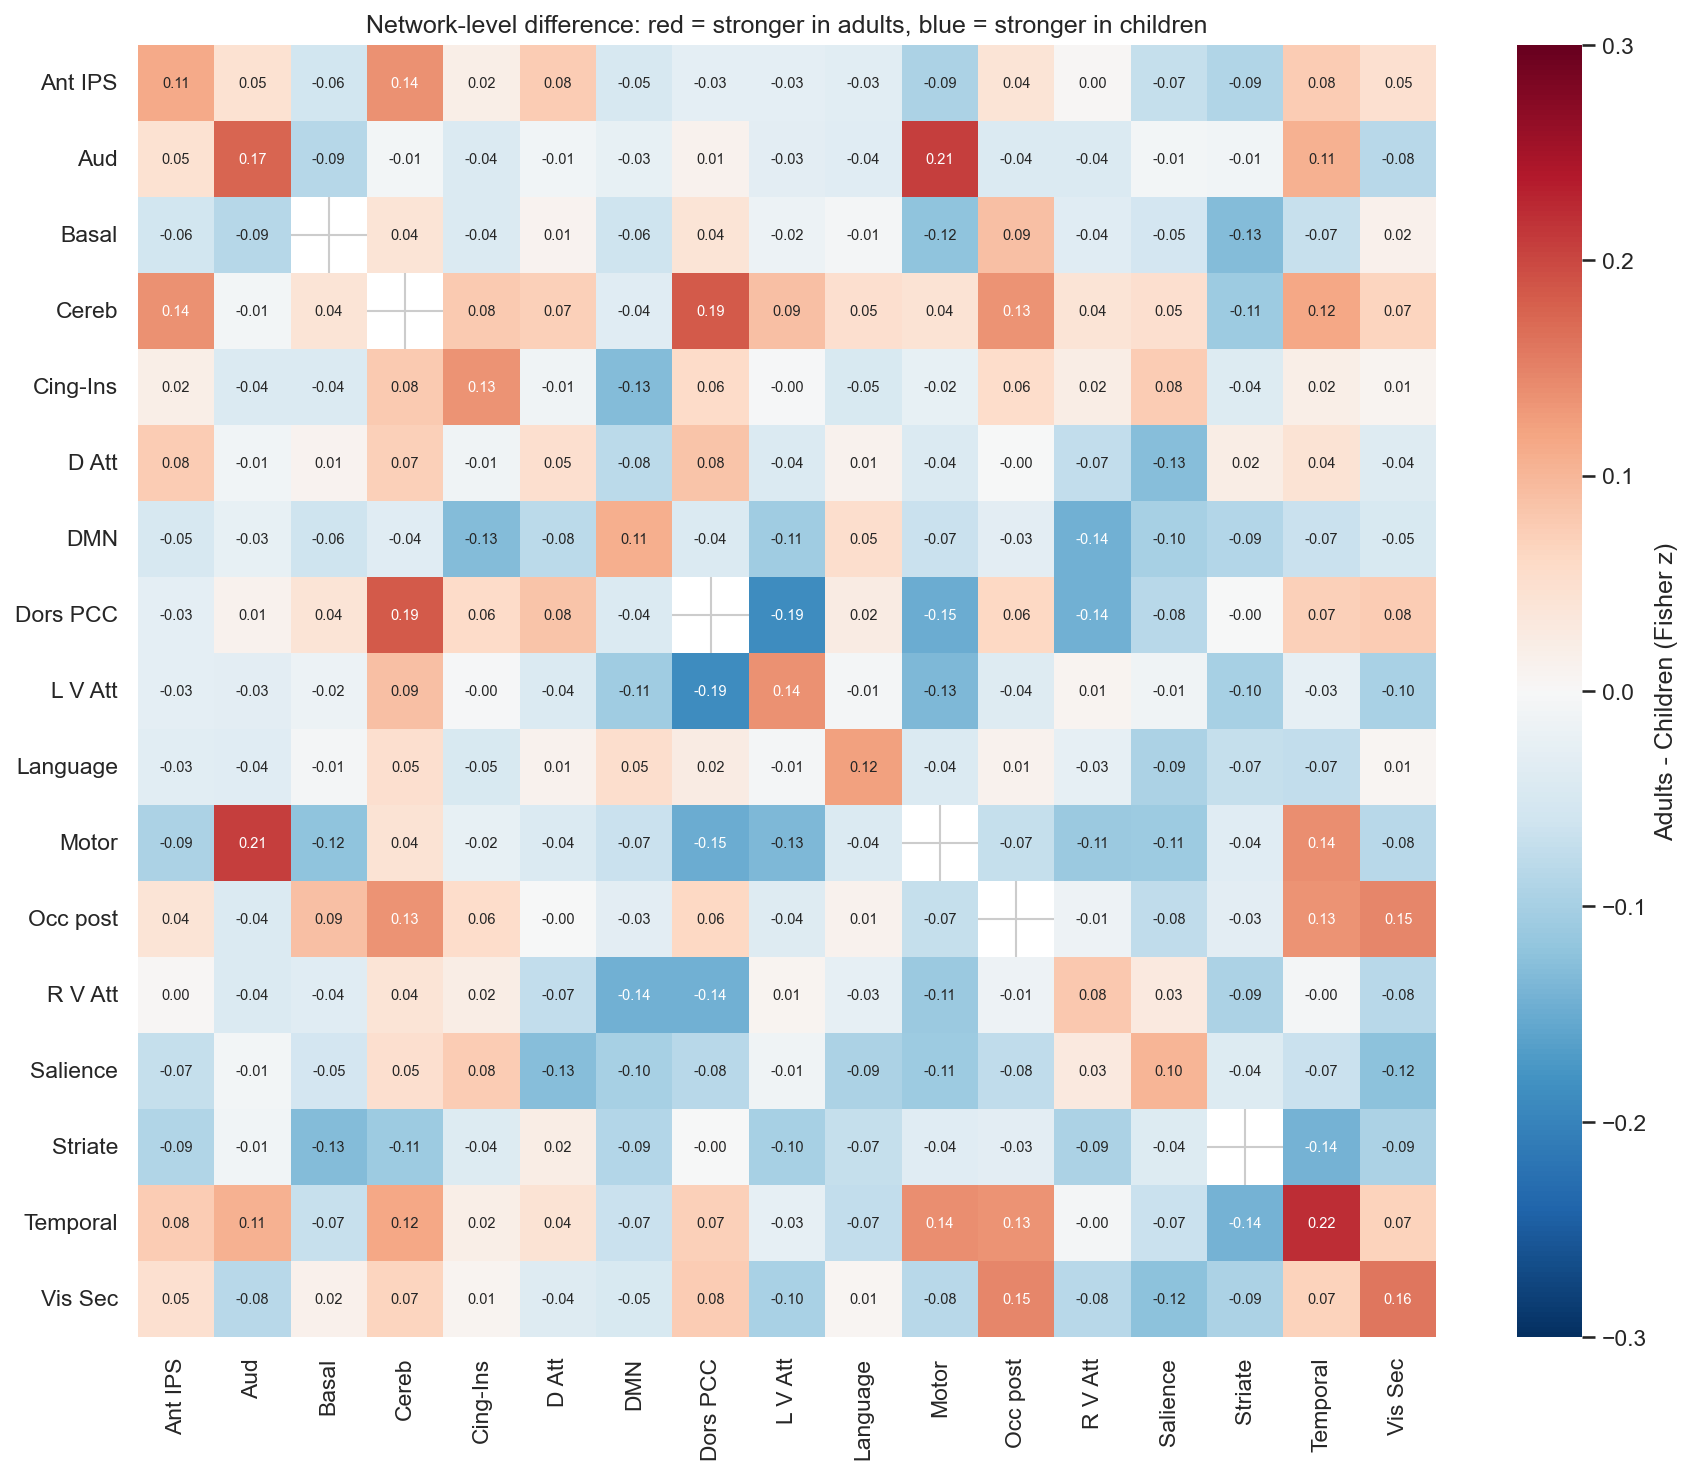 Network-level difference: red = stronger in adults, blue = stronger in children
Ant IPS 0.11 0.05 -0.06 0.14 0.02 0.08 -0.05 -0.03 -0.03 -0.03 -0.09 0.04 0.00 -0.07 -0.09 0.08 0.05
Aud 0.05 0.17 -0.09 -0.01 -0.04 -0.01 -0.03 0.01 -0.03 -0.04 0.21 -0.04 -0.04 -0.01 -0.01 0.11 -0.08
Basal -0.06 -0.09 0.04 -0.04 0.01 -0.06 0.04 -0.02 -0.01 -0.12 0.09 -0.04 -0.05 -0.13 -0.07 0.02
Cereb 0.14 -0.01 0.04 0.08 0.07 -0.04 0.19 0.09 0.05 0.04 0.13 0.04 0.05 -0.11 0.12 0.07
Cing-Ins 0.02 -0.04 -0.04 0.08 0.13 -0.01 -0.13 0.06 -0.00 -0.05 -0.02 0.06 0.02 0.08 -0.04 0.02 0.01
D Att 0.08 -0.01 0.01 0.07 -0.01 0.05 -0.08 0.08 -0.04 0.01 -0.04 -0.00 -0.07 -0.13 0.02 0.04 -0.04
DMN -0.05 -0.03 -0.06 -0.04 -0.13 -0.08 0.11 -0.04 -0.11 0.05 -0.07 -0.03 -0.14 -0.10 -0.09 -0.07 -0.05
Dors PCC -0.03 0.01 0.04 0.19 0.06 0.08 -0.04 -0.19 0.02 -0.15 0.06 -0.14 -0.08 -0.00 0.07 0.08
L V Att -0.03 -0.03 -0.02 0.09 -0.00 -0.04 -0.11 -0.19 0.14 -0.01 -0.13 -0.04 0.01 -0.01 -0.10 -0.03 -0.10
Language -0.03 -0.04 -0.01 0.05 -0.05 0.01 0.05 0.02 -0.01 0.12 -0.04 0.01 -0.03 -0.09 -0.07 -0.07 0.01
Motor -0.09 0.21 -0.12 0.04 -0.02 -0.04 -0.07 -0.15 -0.13 -0.04 -0.07 -0.11 -0.11 -0.04 0.14 -0.08
Occ post 0.04 -0.04 0.09 0.13 0.06 -0.00 -0.03 0.06 -0.04 0.01 -0.07 -0.01 -0.08 -0.03 0.13 0.15
R V Att 0.00 -0.04 -0.04 0.04 0.02 -0.07 -0.14 -0.14 0.01 -0.03 -0.11 -0.01 0.08 0.03 -0.09 -0.00 -0.08
Salience -0.07 -0.01 -0.05 0.05 0.08 -0.13 -0.10 -0.08 -0.01 -0.09 -0.11 -0.08 0.03 0.10 -0.04 -0.07 -0.12
Striate -0.09 -0.01 -0.13 -0.11 -0.04 0.02 -0.09 -0.00 -0.10 -0.07 -0.04 -0.03 -0.09 -0.04 -0.14 -0.09
Temporal 0.08 0.11 -0.07 0.12 0.02 0.04 -0.07 0.07 -0.03 -0.07 0.14 0.13 -0.00 -0.07 -0.14 0.22 0.07
Vis Sec 0.05 -0.08 0.02 0.07 0.01 -0.04 -0.05 0.08 -0.10 0.01 -0.08 0.15 -0.08 -0.12 -0.09 0.07 0.16
Ant IPS Aud Basal Cereb Cing-Ins D Att DMN Dors PCC L V Att Language Motor Occ post R V Att Salience Striate Temporal Vis Sec
0.3
0.2
0.1
0.0
−0.1
−0.2
−0.3
Adults - Children (Fisher z)